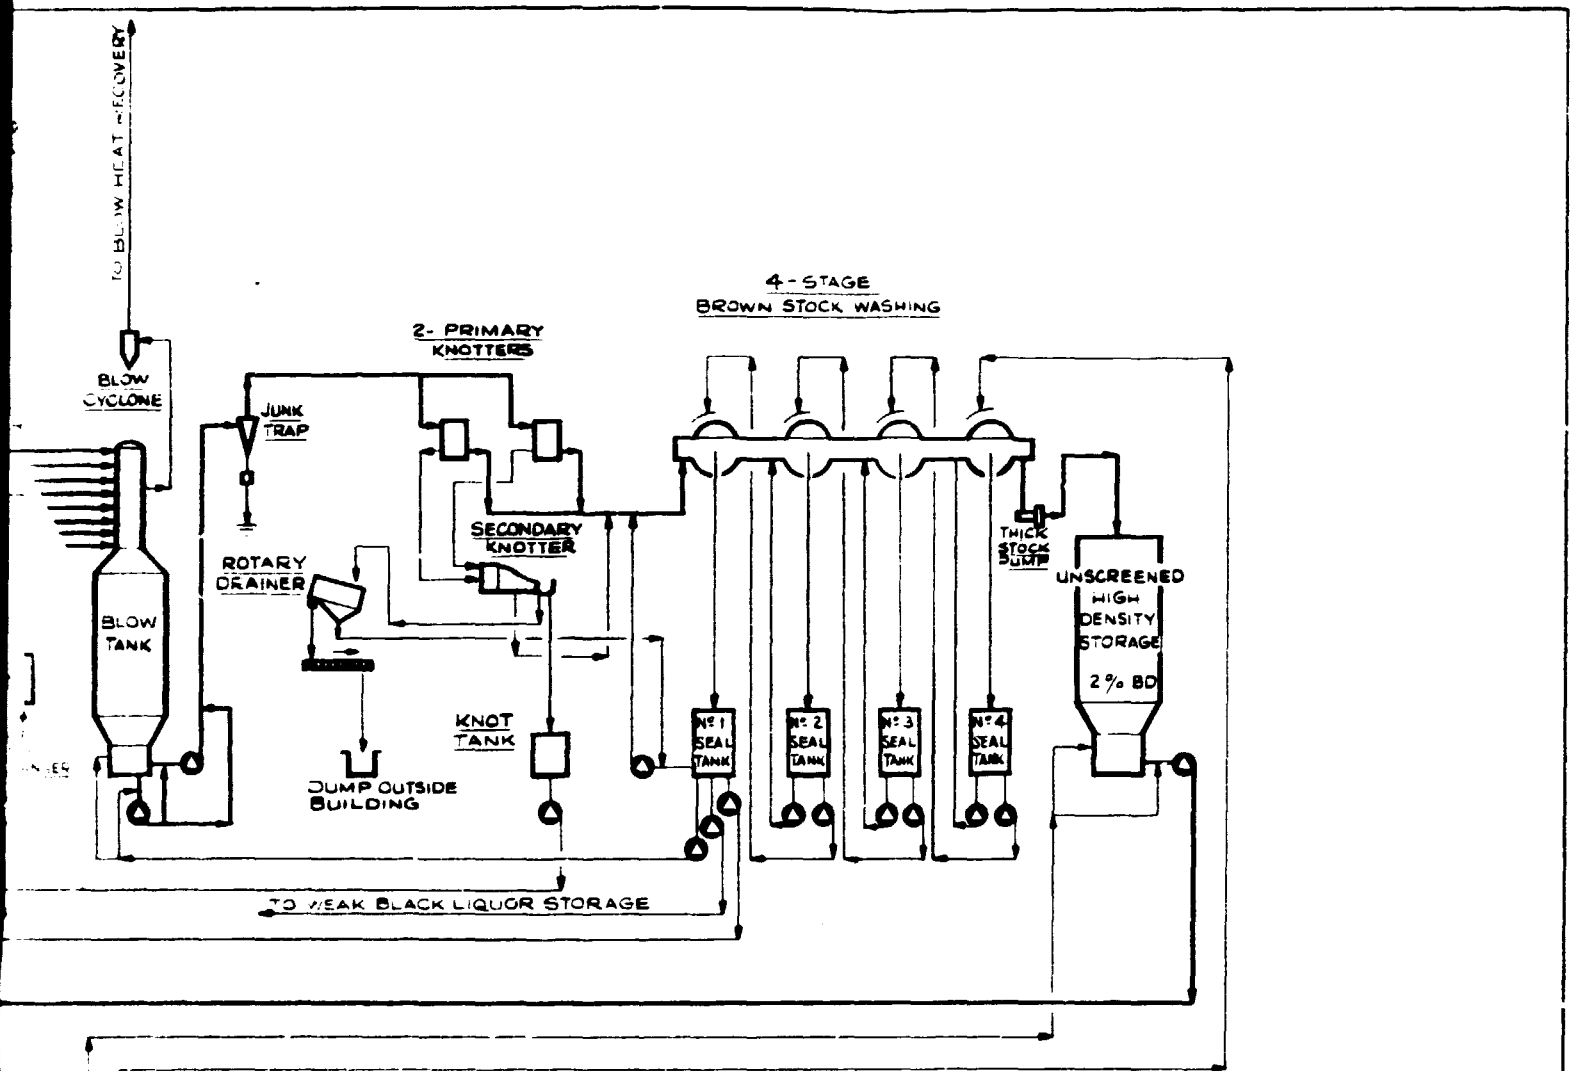 TO BLOW HEAT RECOVERY
4-STAGE
BROWN STOCK WASHING
2- PRIMARY
KNOTTERS
BLOW
CYCLONE
JUNK
TRAP
SECONDARY
KNOTTER
THICK
STOCK
PUMP
ROTARY
DRAINER
UNSCREENED
HIGH
DENSITY
STORAGE
2% BD
BLOW
TANK
KNOT
TANK
Nº 1
SEAL
TANK
Nº 2
SEAL
TANK
Nº 3
SEAL
TANK
Nº 4
SEAL
TANK
DUMP OUTSIDE
BUILDING
TO WEAK BLACK LIQUOR STORAGE